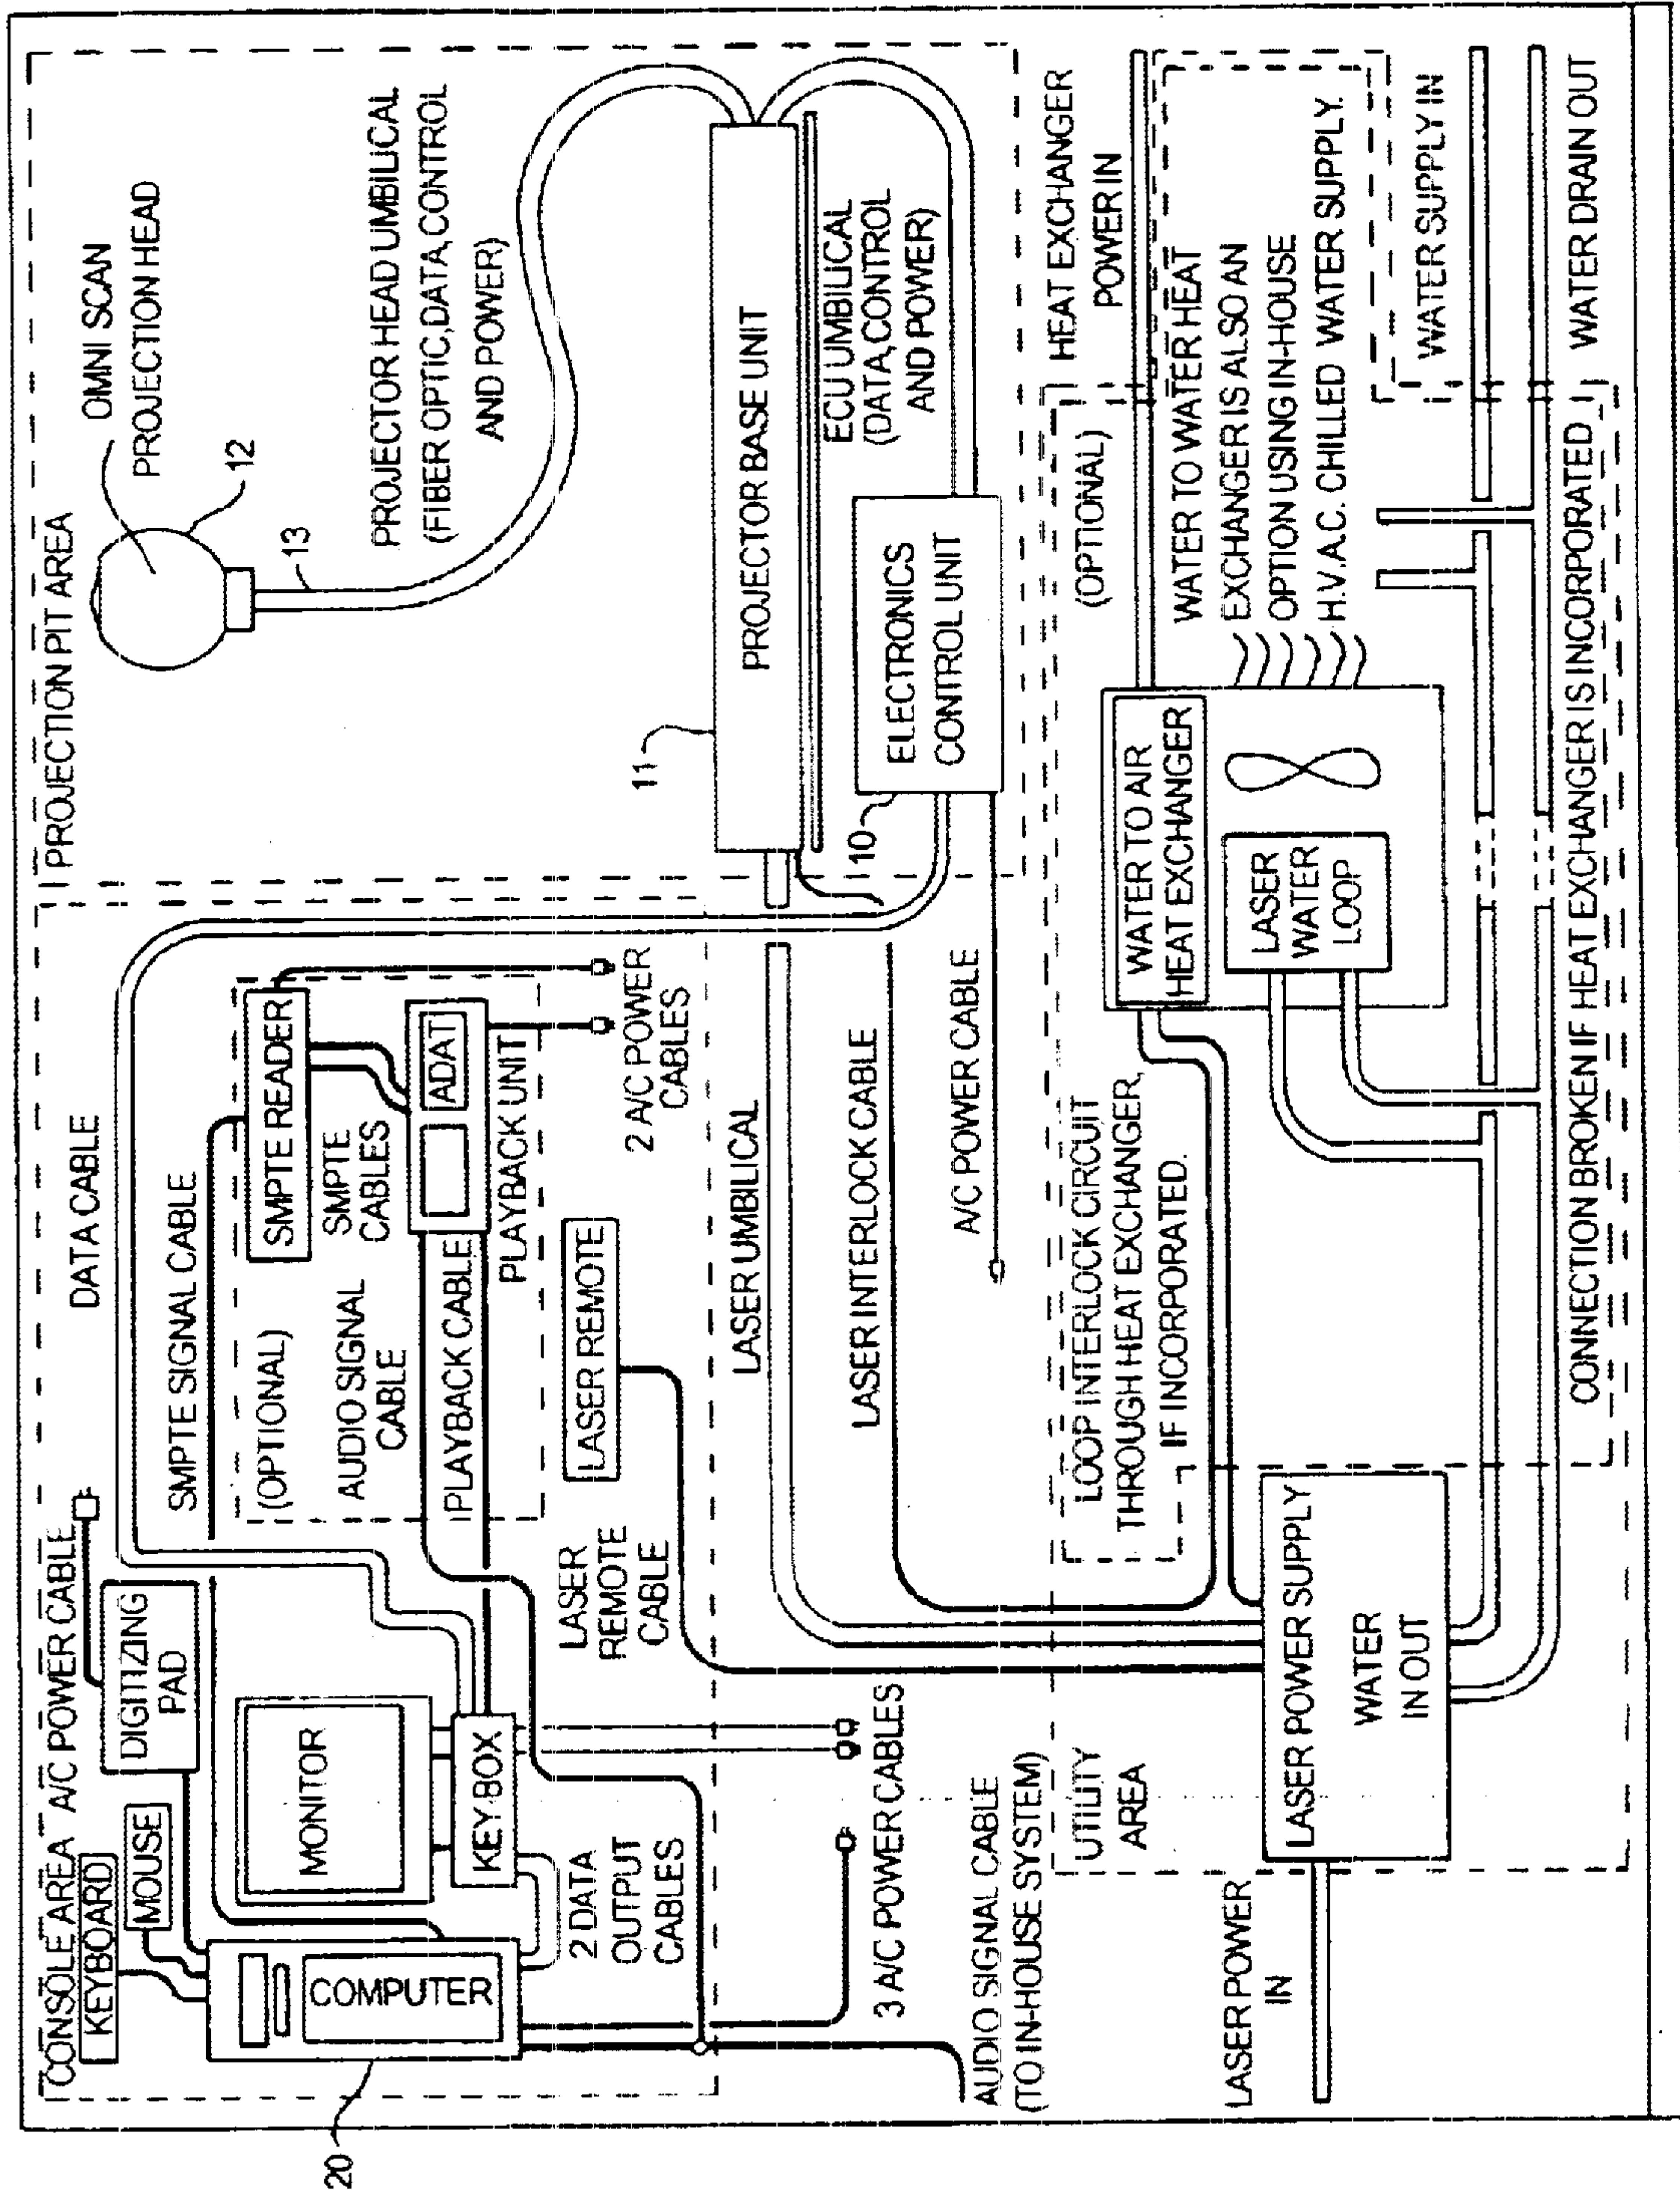 CONSOLE AREA
A/C POWER CABLE
KEYBOARD
MOUSE
DIGITIZING
PAD
MONITOR
COMPUTER
20
KEY BOX
2 DATA
OUTPUT
CABLES
3 A/C POWER CABLES
AUDIO SIGNAL CABLE
(TO IN-HOUSE SYSTEM)
DATA CABLE
SMPTE SIGNAL CABLE
(OPTIONAL)
SMPTE READER
SMPTE
CABLES
AUDIO SIGNAL
CABLE
ADAT
PLAYBACK CABLE
PLAYBACK UNIT
2 A/C POWER
CABLES
LASER REMOTE
LASER
REMOTE
CABLE
LASER UMBILICAL
LASER INTERLOCK CABLE
A/C POWER CABLE
PROJECTION PIT AREA
OMNI SCAN
PROJECTION HEAD
12
13
PROJECTOR HEAD UMBILICAL
(FIBER OPTIC, DATA, CONTROL
AND POWER)
11
PROJECTOR BASE UNIT
ECU UMBILICAL
(DATA, CONTROL
AND POWER)
10
ELECTRONICS
CONTROL UNIT
UTILITY
AREA
LASER POWER
IN
LASER POWER SUPPLY
WATER
IN OUT
LOOP INTERLOCK CIRCUIT
THROUGH HEAT EXCHANGER,
IF INCORPORATED.
(OPTIONAL)
HEAT EXCHANGER
POWER IN
WATER TO AIR
HEAT EXCHANGER
LASER
WATER
LOOP
WATER TO WATER HEAT
EXCHANGER IS ALSO AN
OPTION USING IN-HOUSE
H.V.A.C. CHILLED WATER SUPPLY.
WATER SUPPLY IN
WATER DRAIN OUT
CONNECTION BROKEN IF HEAT EXCHANGER IS INCORPORATED